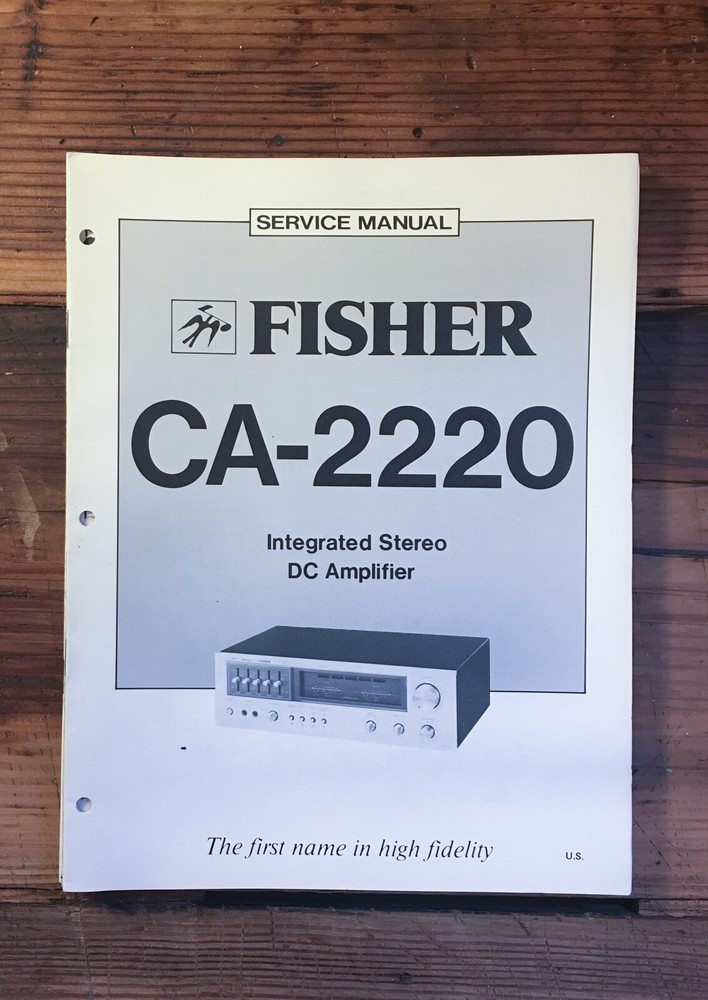 SERVICE MANUAL
FISHER
CA-2220
Integrated Stereo
DC Amplifier
The first name in high fidelity
U.S.